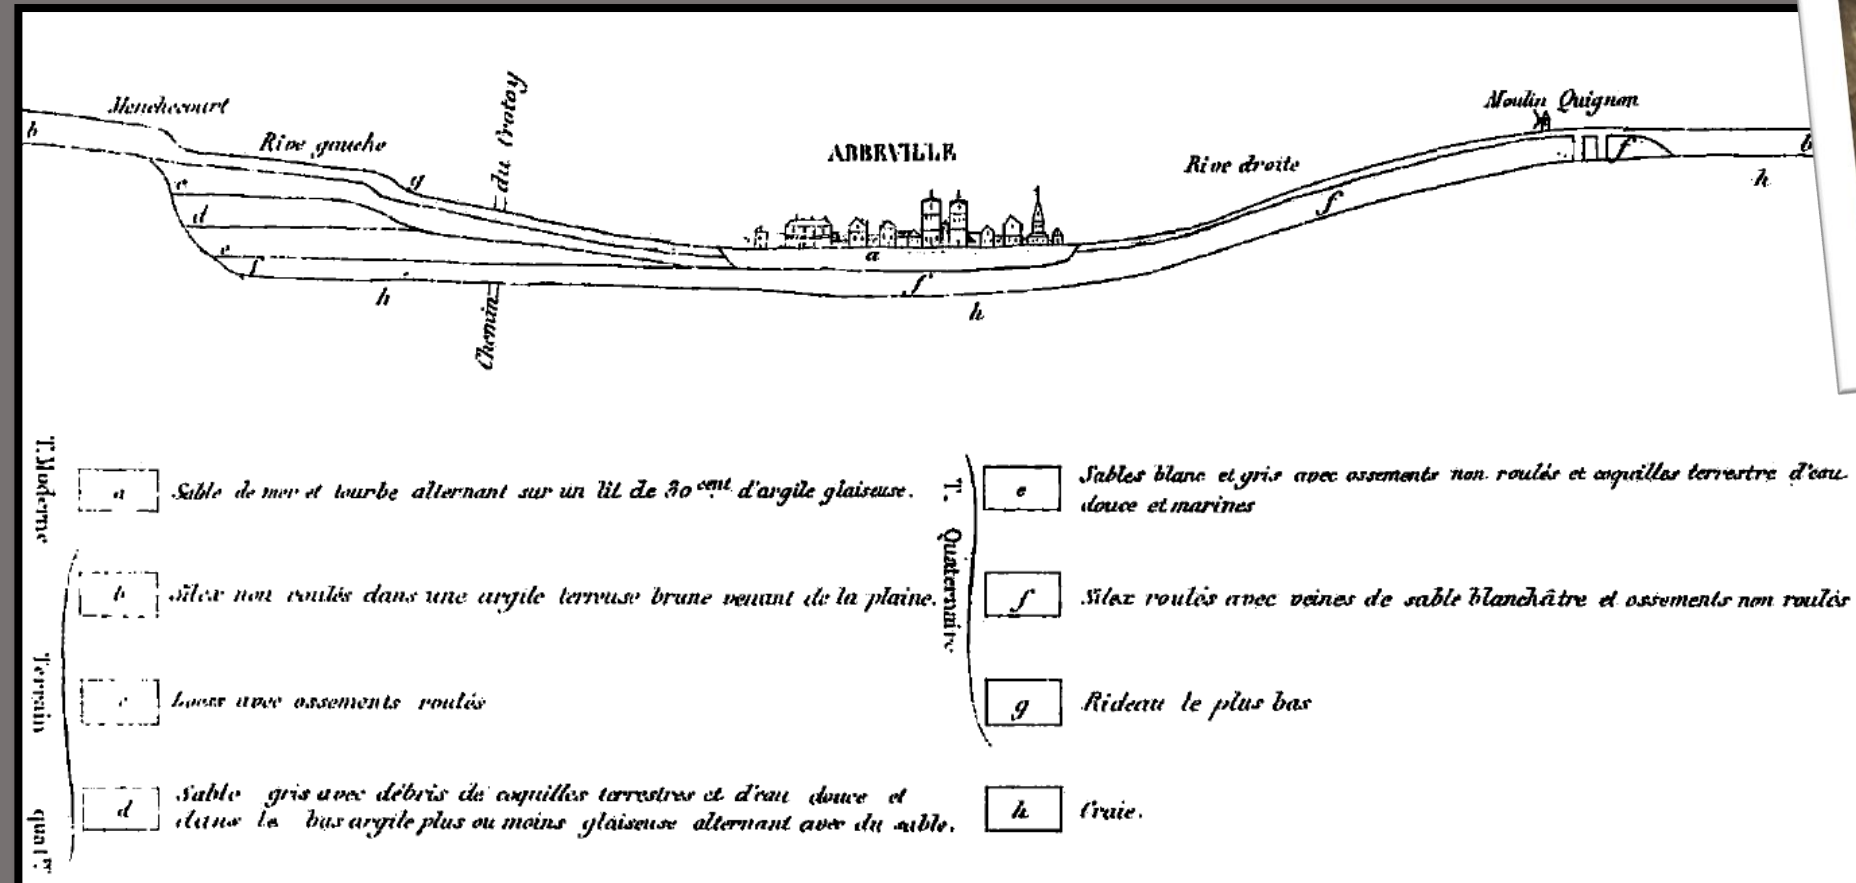 Menchecourt
Rive gauche
du Crotoy
ABBEVILLE
Rive droite
Moulin Quignon
b
g
c
d
e
f
h
Chemin
a
f
h
f
f
b
h
T. Moderne
a Sable de mer et tourbe alternant sur un lit de 30 cent d'argile glaiseuse.
Terrain quatre
b Silex non roulés dans une argile terreuse brune venant de la plaine.
c Loess avec ossements roulés
d Sable gris avec débris de coquilles terrestres et d'eau douce et
dans le bas argile plus ou moins glaiseuse alternant avec du sable.
T. Quaternaire
e Sables blanc et gris avec ossements non roulés et coquilles terrestre d'eau
douce et marines
f Silex roulés avec veines de sable blanchâtre et ossements non roulés
g Rideau le plus bas
h Craie.